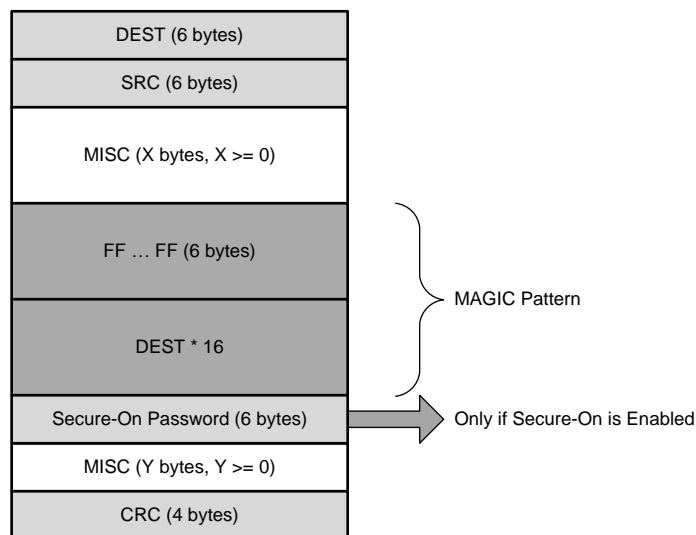 DEST (6 bytes)
SRC (6 bytes)
MISC (X bytes, X >= 0)
FF … FF (6 bytes)
MAGIC Pattern
DEST * 16
Secure-On Password (6 bytes)
Only if Secure-On is Enabled
MISC (Y bytes, Y >= 0)
CRC (4 bytes)